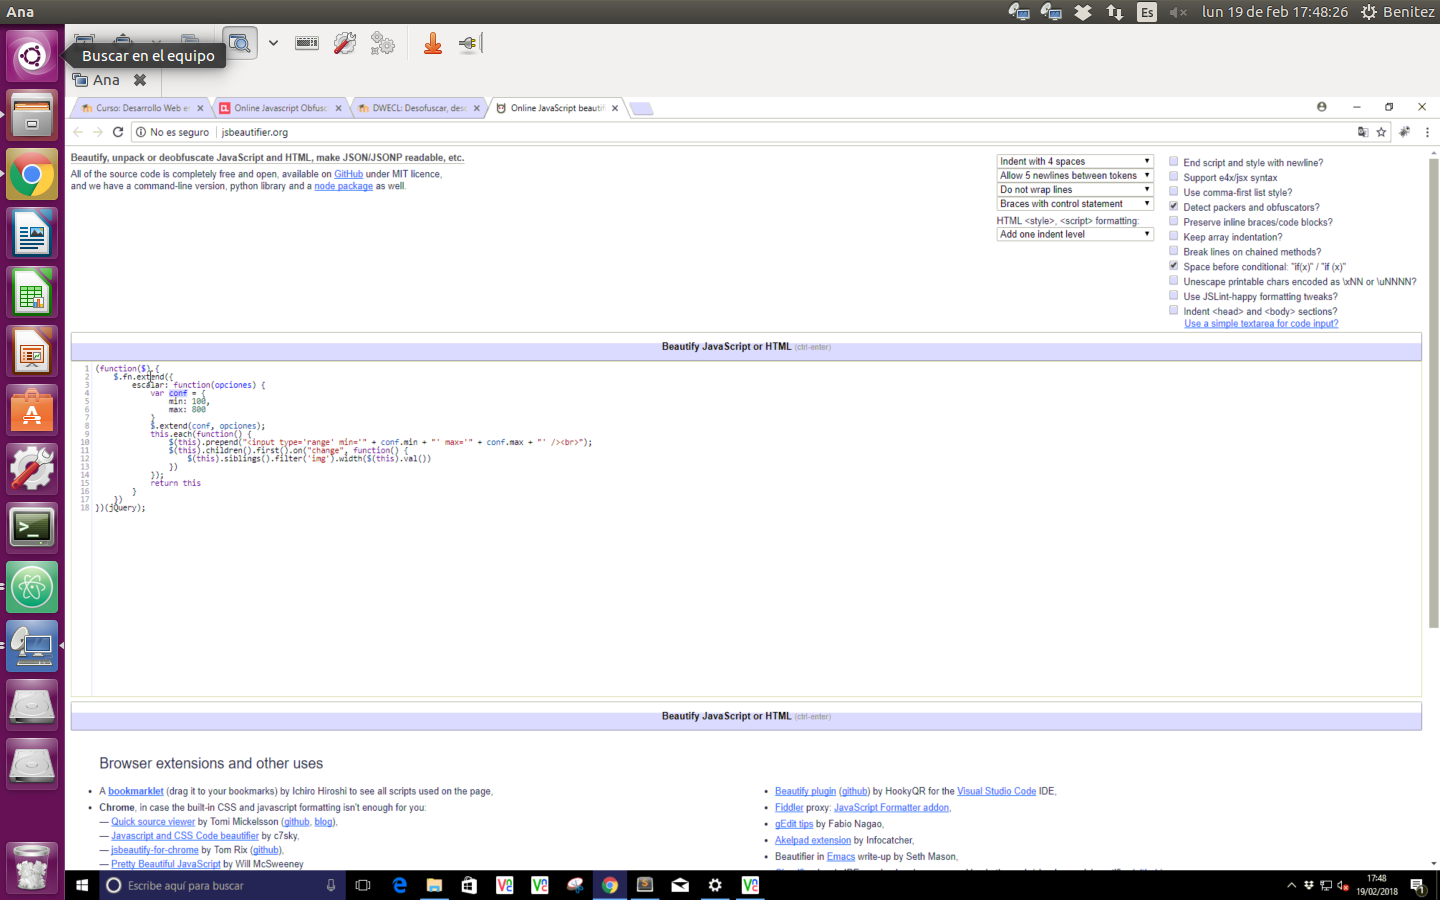 Ana
Es
lun 19 de feb 17:48:26
Benitez
Buscar en el equipo
Ana
Curso: Desarrollo Web e
Online Javascript Obfusc
DWECL: Desofuscar, des
Online JavaScript beautif
No es seguro
jsbeautifier.org
Beautify, unpack or deobfuscate JavaScript and HTML, make JSON/JSONP readable, etc.
All of the source code is completely free and open, available on GitHub under MIT licence,
and we have a command-line version, python library and a node package as well.
Indent with 4 spaces
Allow 5 newlines between tokens
Do not wrap lines
Braces with control statement
HTML <style>, <script> formatting:
Add one indent level
End script and style with newline?
Support e4x/jsx syntax
Use comma-first list style?
Detect packers and obfuscators?
Preserve inline braces/code blocks?
Keep array indentation?
Break lines on chained methods?
Space before conditional: "if(x)" / "if (x)"
Unescape printable chars encoded as \xNN or \uNNNN?
Use JSLint-happy formatting tweaks?
Indent <head> and <body> sections?
Use a simple textarea for code input?
Beautify JavaScript or HTML (ctrl-enter)
1 (function($) {
2 $.fn.extend({
3 escalar: function(opciones) {
4 var conf = {
5 min: 100,
6 max: 800
7 }
8 $.extend(conf, opciones);
9 this.each(function() {
10 $(this).prepend("<input type='range' min='" + conf.min + "' max='" + conf.max + "' /><br>");
11 $(this).children().first().on("change", function() {
12 $(this).siblings().filter('img').width($(this).val())
13 })
14 });
15 return this
16 }
17 })
18 })(jQuery);
Beautify JavaScript or HTML (ctrl-enter)
Browser extensions and other uses
• A bookmarklet (drag it to your bookmarks) by Ichiro Hiroshi to see all scripts used on the page,
• Chrome, in case the built-in CSS and javascript formatting isn't enough for you:
— Quick source viewer by Tomi Mickelsson (github, blog),
— Javascript and CSS Code beautifier by c7sky,
— jsbeautify-for-chrome by Tom Rix (github),
— Pretty Beautiful JavaScript by Will McSweeney
• Beautify plugin (github) by HookyQR for the Visual Studio Code IDE,
• Fiddler proxy: JavaScript Formatter addon,
• gEdit tips by Fabio Nagao,
• Akelpad extension by Infocatcher,
• Beautifier in Emacs write-up by Seth Mason,
Escribe aquí para buscar
17:48
19/02/2018
1